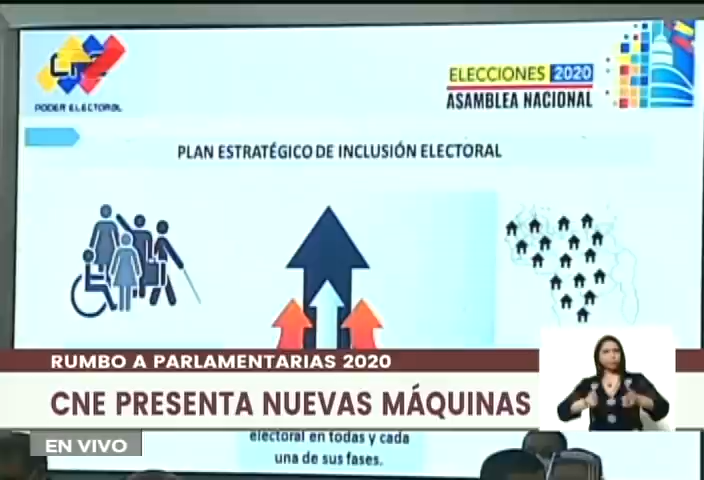 CNE
PODER ELECTORAL
ELECCIONES 2020
ASAMBLEA NACIONAL
PLAN ESTRATÉGICO DE INCLUSIÓN ELECTORAL
RUMBO A PARLAMENTARIAS 2020
CNE PRESENTA NUEVAS MÁQUINAS
EN VIVO
electoral en todas y cada
una de sus fases.